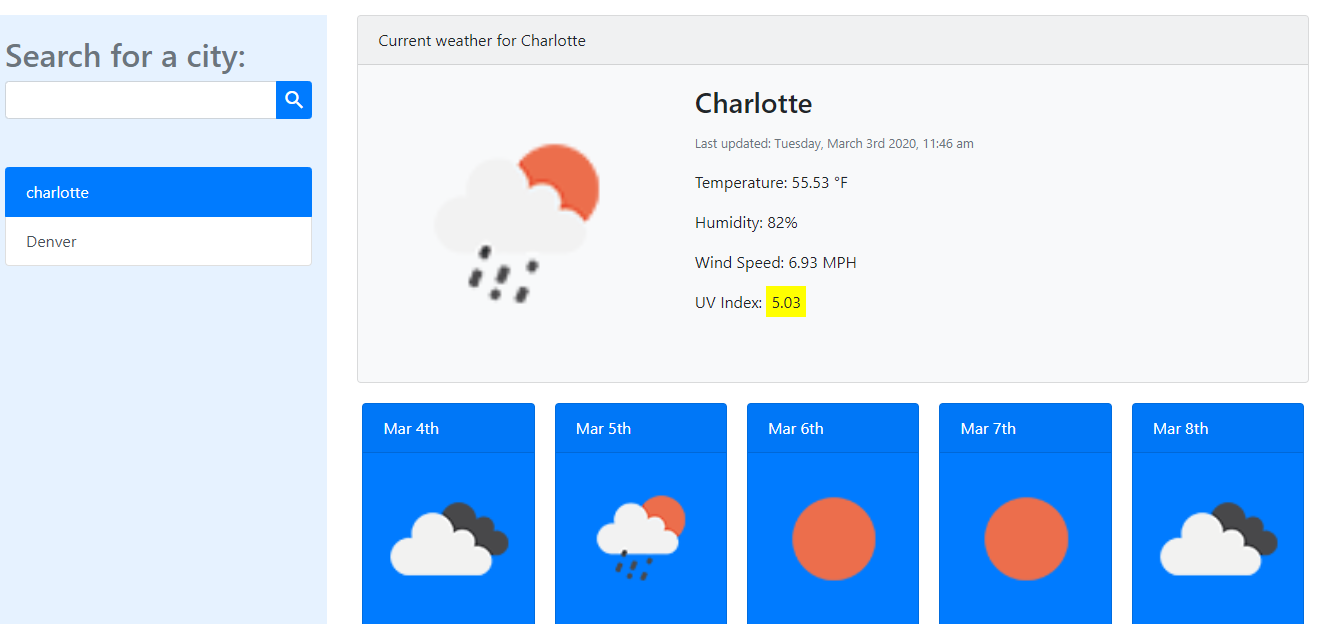 Search for a city:
charlotte
Denver
Current weather for Charlotte
Charlotte
Last updated: Tuesday, March 3rd 2020, 11:46 am
Temperature: 55.53 °F
Humidity: 82%
Wind Speed: 6.93 MPH
UV Index: 5.03
Mar 4th
Mar 5th
Mar 6th
Mar 7th
Mar 8th